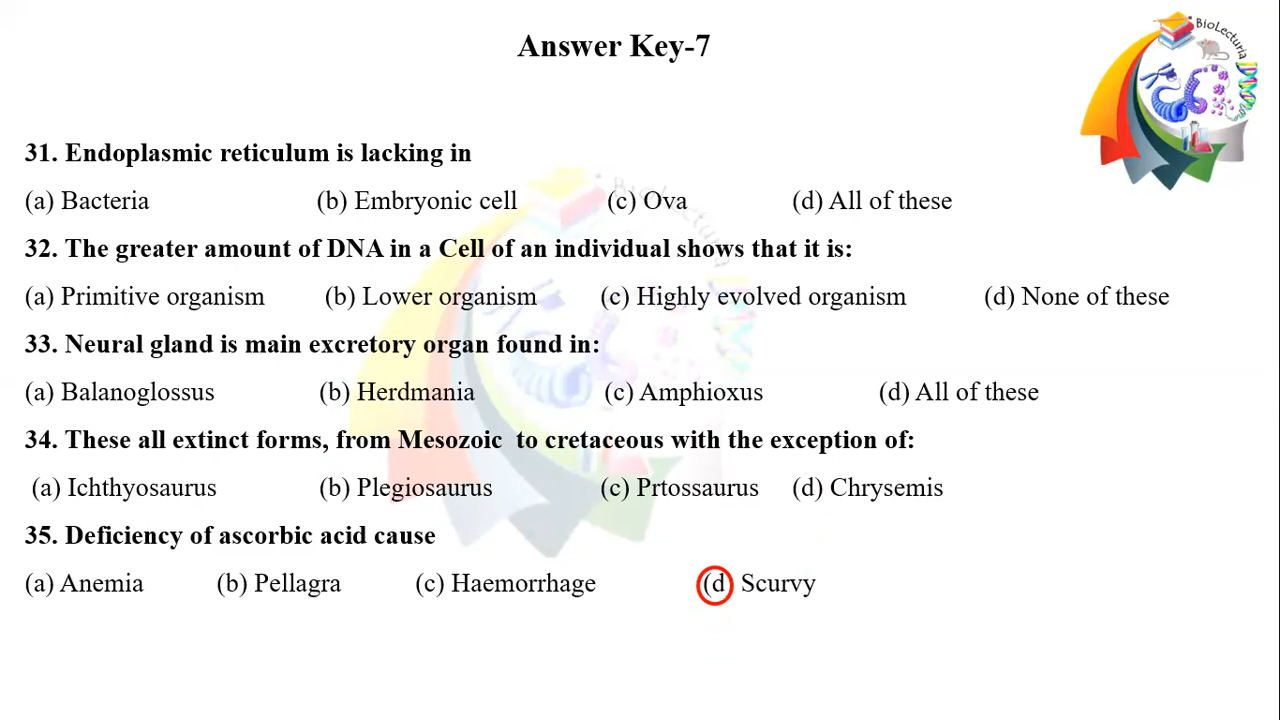 Answer Key-7
BioLecturia
31. Endoplasmic reticulum is lacking in
(a) Bacteria (b) Embryonic cell (c) Ova (d) All of these
32. The greater amount of DNA in a Cell of an individual shows that it is:
(a) Primitive organism (b) Lower organism (c) Highly evolved organism (d) None of these
33. Neural gland is main excretory organ found in:
(a) Balanoglossus (b) Herdmania (c) Amphioxus (d) All of these
34. These all extinct forms, from Mesozoic to cretaceous with the exception of:
(a) Ichthyosaurus (b) Plegiosaurus (c) Prtossaurus (d) Chrysemis
35. Deficiency of ascorbic acid cause
(a) Anemia (b) Pellagra (c) Haemorrhage (d) Scurvy